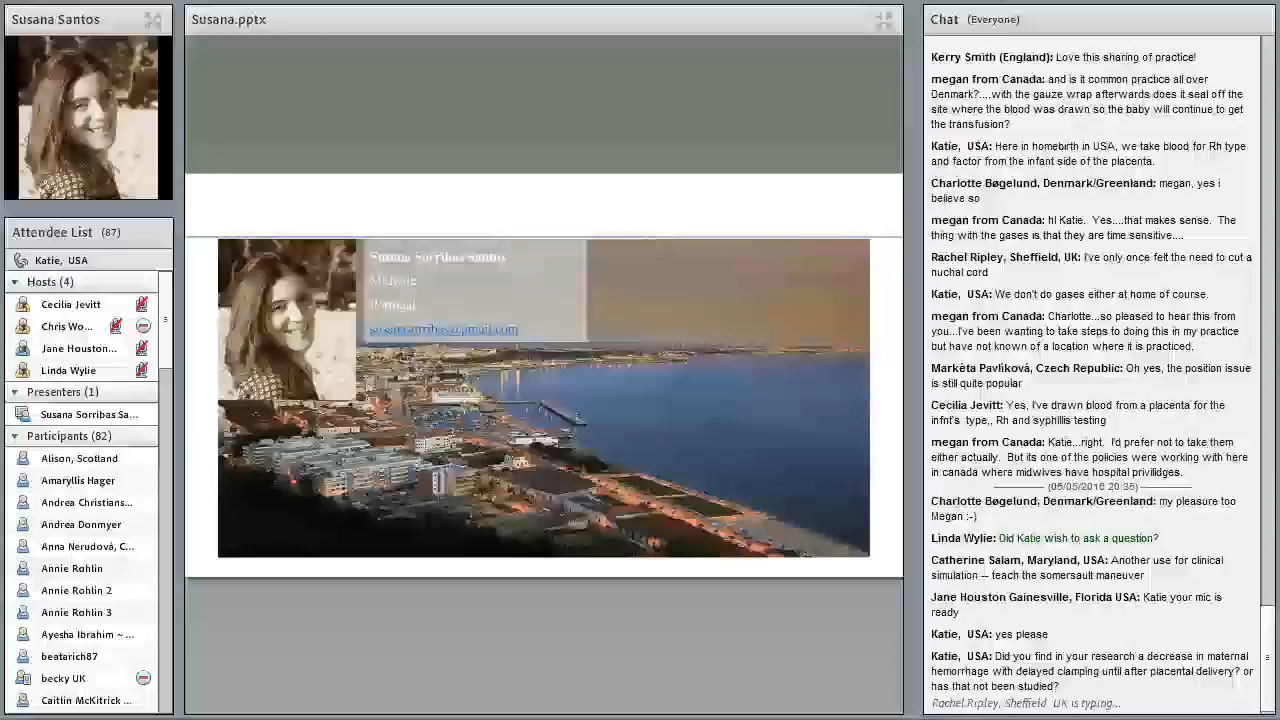 Susana Santos
Attendee List (87)
Katie, USA
Hosts (4)
Cecilia Jevitt
Chris Wo...
Jane Houston...
Linda Wylie
Presenters (1)
Susana Sorribas Sa...
Participants (82)
Alison, Scotland
Amaryllis Hager
Andrea Christians...
Andrea Donmyer
Anna Nerudová, C...
Annie Rohlin
Annie Rohlin 2
Annie Rohlin 3
Ayesha Ibrahim ~ ...
beatarich87
becky UK
Caitlin McKitrick ...
Susana.pptx
Susana Sorribas Santos
Midwife
Portugal
Chat (Everyone)
Kerry Smith (England): Love this sharing of practice!
megan from Canada: and is it common practice all over
Denmark?....with the gauze wrap afterwards does it seal off the
site where the blood was drawn so the baby will continue to get
the transfusion?
Katie, USA: Here in homebirth in USA, we take blood for Rh type
and factor from the infant side of the placenta.
Charlotte Bøgelund, Denmark/Greenland: megan, yes i
believe so
megan from Canada: hI Katie. Yes....that makes sense. The
thing with the gases is that they are time sensitive....
Rachel Ripley, Sheffield, UK: I've only once felt the need to cut a
nuchal cord
Katie, USA: We don't do gases either at home of course.
megan from Canada: Charlotte...so pleased to hear this from
you...I've been wanting to take steps to doing this in my practice
but have not known of a location where it is practiced.
Markéta Pavlíková, Czech Republic: Oh yes, the position issue
is still quite popular
Cecilia Jevitt: Yes, I've drawn blood from a placenta for the
infnt's type,, Rh and syphillis testing
megan from Canada: Katie...right. I'd prefer not to take them
either actually. But its one of the policies were working with here
in canada where midwives have hospital privilidges.
(05/05/2016 20:35)
Charlotte Bøgelund, Denmark/Greenland: my pleasure too
Megan :-)
Linda Wylie: Did Katie wish to ask a question?
Catherine Salam, Maryland, USA: Another use for clinical
simulation -- teach the somersault maneuver
Jane Houston Gainesville, Florida USA: Katie your mic is
ready
Katie, USA: yes please
Katie, USA: Did you find in your research a decrease in maternal
hemorrhage with delayed clamping until after placental delivery? or
has that not been studied?
Rachel Ripley, Sheffield UK is typing...